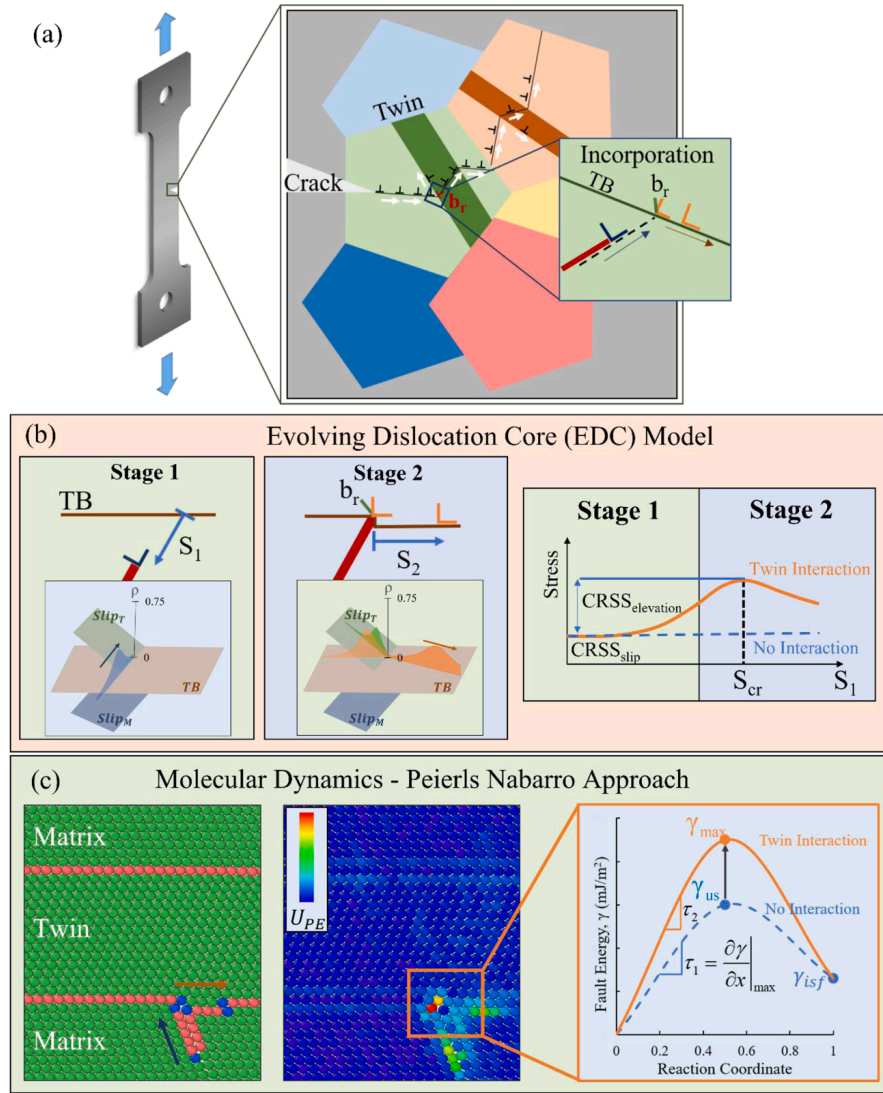 (a)
Twin
Crack
b_r
Incorporation
TB
b_r
(b)
Evolving Dislocation Core (EDC) Model
Stage 1
TB
S_1
ρ
0.75
Slip_T
0
TB
Slip_M
Stage 2
b_r
S_2
ρ
0.75
Slip_T
0
TB
Slip_M
Stage 1
Stage 2
Stress
Twin Interaction
CRSS_elevation
No Interaction
CRSS_slip
S_cr
S_1
(c)
Molecular Dynamics - Peierls Nabarro Approach
Matrix
Twin
Matrix
U_PE
Fault Energy, γ (mJ/m²)
γ_max
Twin Interaction
γ_us
τ_2
No Interaction
τ_1 = ∂γ/∂x|_max
γ_isf
0 0.2 0.4 0.6 0.8 1
Reaction Coordinate